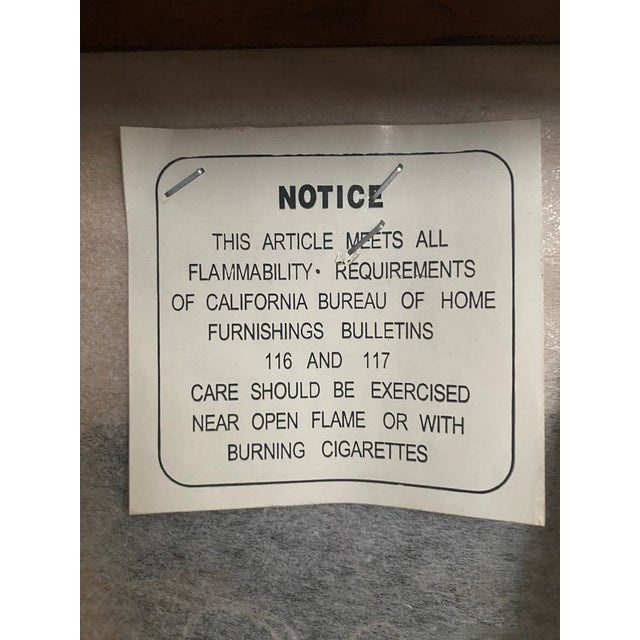 NOTICE
THIS ARTICLE MEETS ALL
FLAMMABILITY• REQUIREMENTS
OF CALIFORNIA BUREAU OF HOME
FURNISHINGS BULLETINS
116 AND 117
CARE SHOULD BE EXERCISED
NEAR OPEN FLAME OR WITH
BURNING CIGARETTES